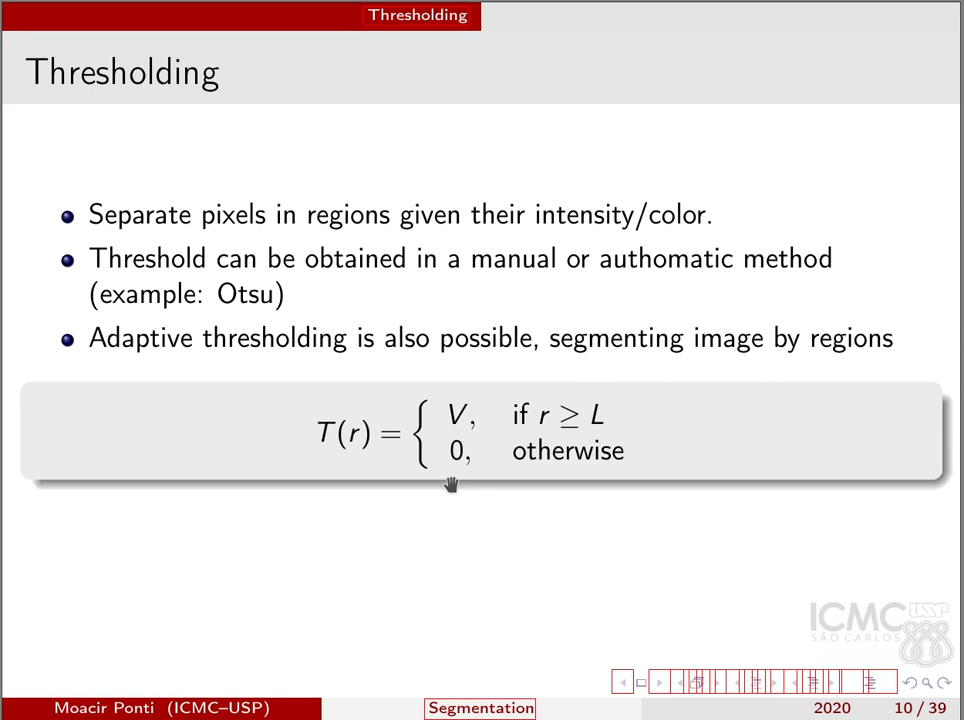 Thresholding
Thresholding
Separate pixels in regions given their intensity/color.
Threshold can be obtained in a manual or authomatic method
(example: Otsu)
Adaptive thresholding is also possible, segmenting image by regions
T(r) = { V, if r ≥ L
0, otherwise
ICMC USP
SÃO CARLOS
Moacir Ponti (ICMC–USP) Segmentation 2020 10 / 39